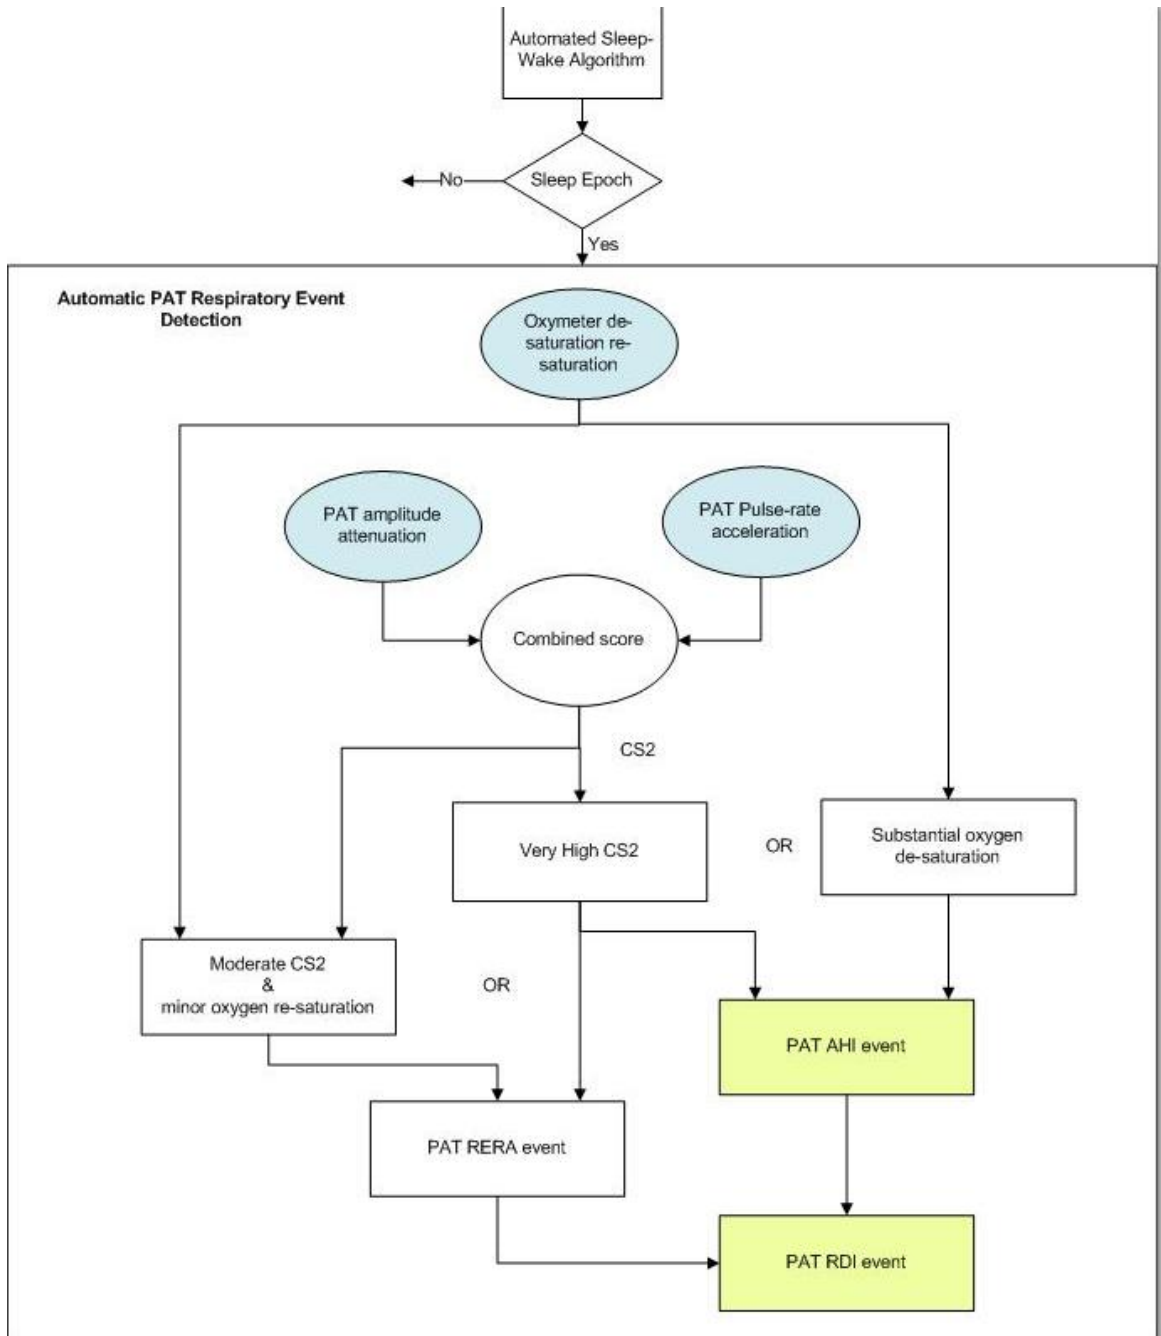 Automated Sleep-
Wake Algorithm
No
Sleep Epoch
Yes
Automatic PAT Respiratory Event
Detection
Oxymeter de-
saturation re-
saturation
PAT amplitude
attenuation
PAT Pulse-rate
acceleration
Combined score
CS2
Very High CS2
OR
Substantial oxygen
de-saturation
Moderate CS2
&
minor oxygen re-saturation
OR
PAT AHI event
PAT RERA event
PAT RDI event